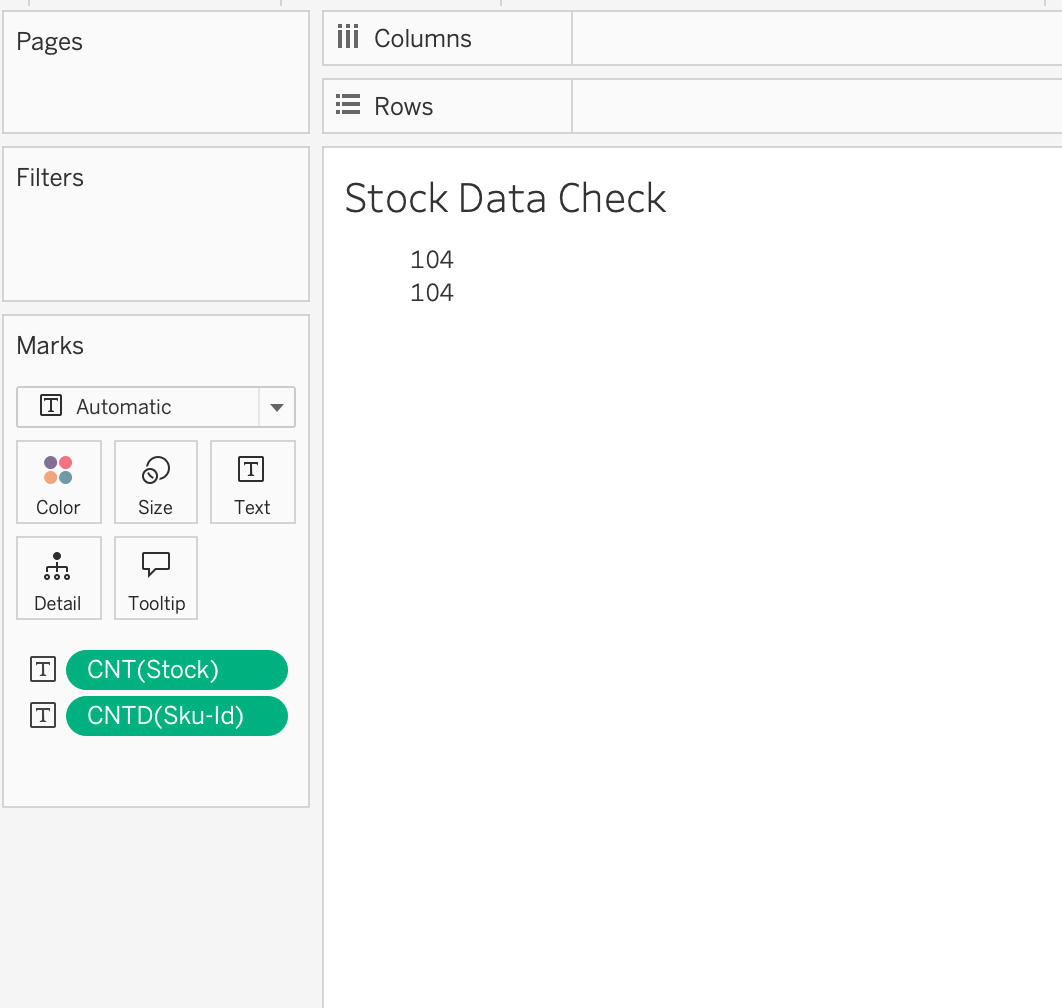 Pages
Columns
Rows
Filters
Stock Data Check
104
104
Marks
Automatic
Color Size Text
Detail Tooltip
CNT(Stock)
CNTD(Sku-Id)